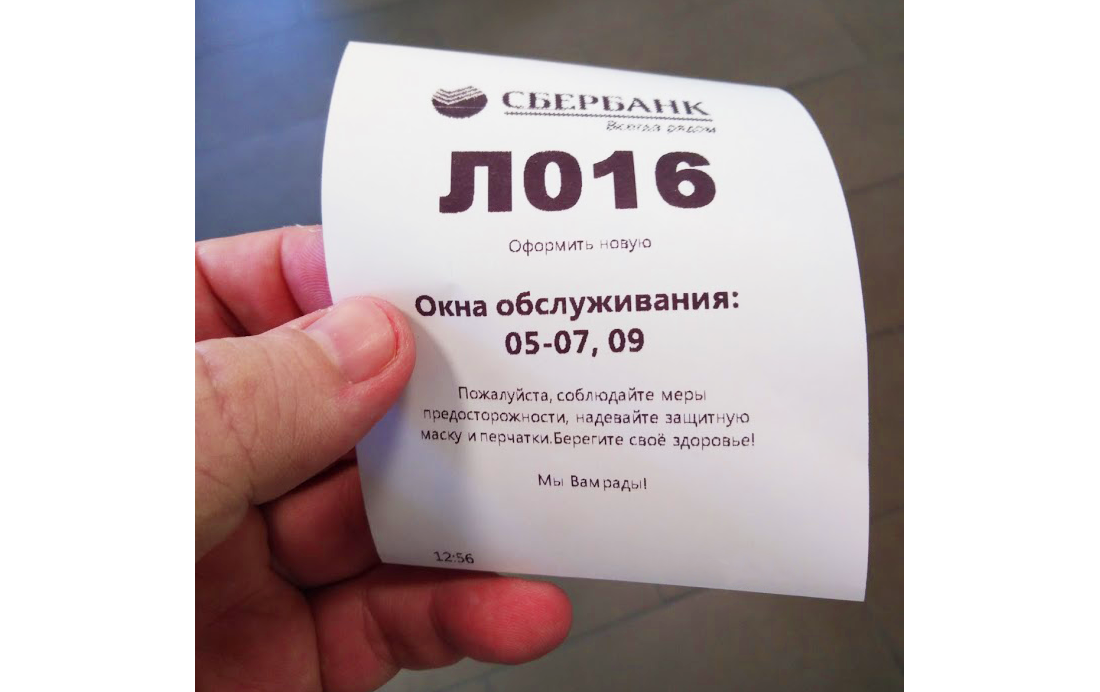 СБЕРБАНК
Всегда рядом
Л016
Оформить новую
Окна обслуживания:
05-07, 09
Пожалуйста, соблюдайте меры
предосторожности, надевайте защитную
маску и перчатки.Берегите своё здоровье!
Мы Вам рады!
12:56